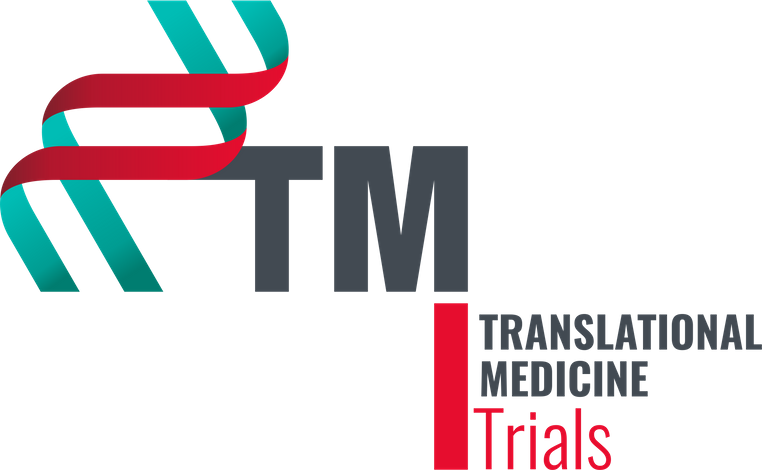 TM
TRANSLATIONAL
MEDICINE
Trials